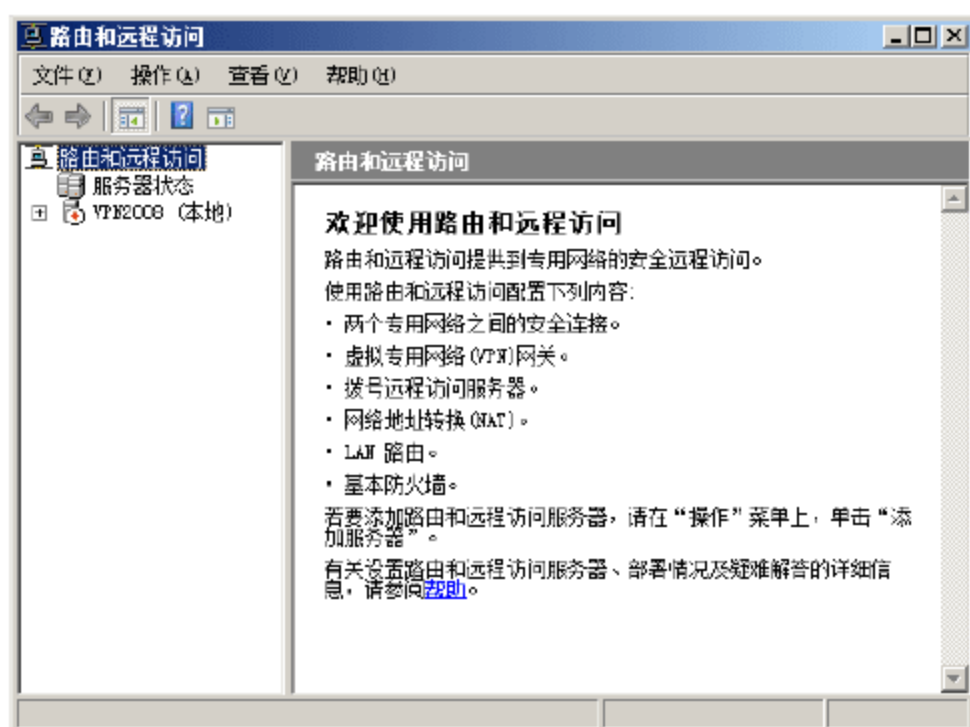 路由和远程访问
文件(F) 操作(A) 查看(V) 帮助(H)
路由和远程访问
服务器状态
VPN2008 (本地)
路由和远程访问
欢迎使用路由和远程访问
路由和远程访问提供到专用网络的安全远程访问。
使用路由和远程访问配置下列内容:
· 两个专用网络之间的安全连接。
· 虚拟专用网络(VPN)网关。
· 拨号远程访问服务器。
· 网络地址转换(NAT)。
· LAN 路由。
· 基本防火墙。
若要添加路由和远程访问服务器，请在“操作”菜单上，单击“添
加服务器”。
有关设置路由和远程访问服务器、部署情况及疑难解答的详细信
息，请参阅帮助。